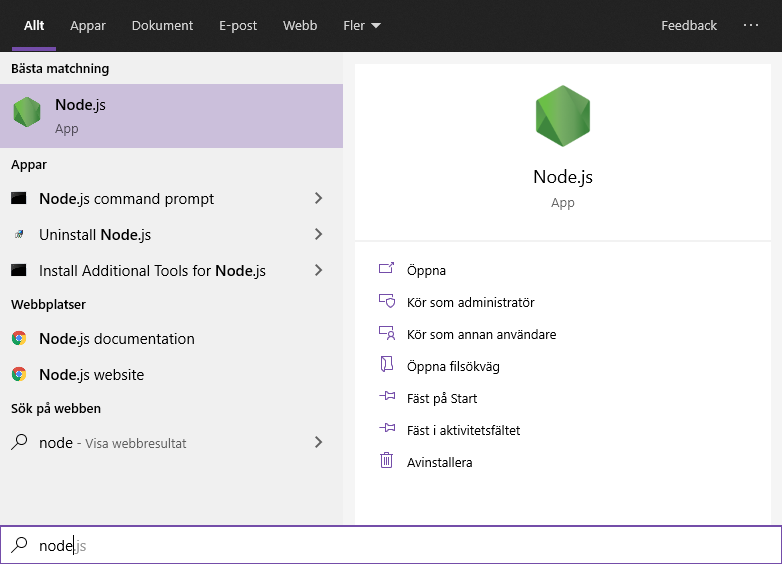 Allt Appar Dokument E-post Webb Fler Feedback ···
Bästa matchning
Node.js
App
Appar
Node.js command prompt
Uninstall Node.js
Install Additional Tools for Node.js
Webbplatser
Node.js documentation
Node.js website
Sök på webben
node - Visa webbresultat
Node.js
App
Öppna
Kör som administratör
Kör som annan användare
Öppna filsökväg
Fäst på Start
Fäst i aktivitetsfältet
Avinstallera
node.js